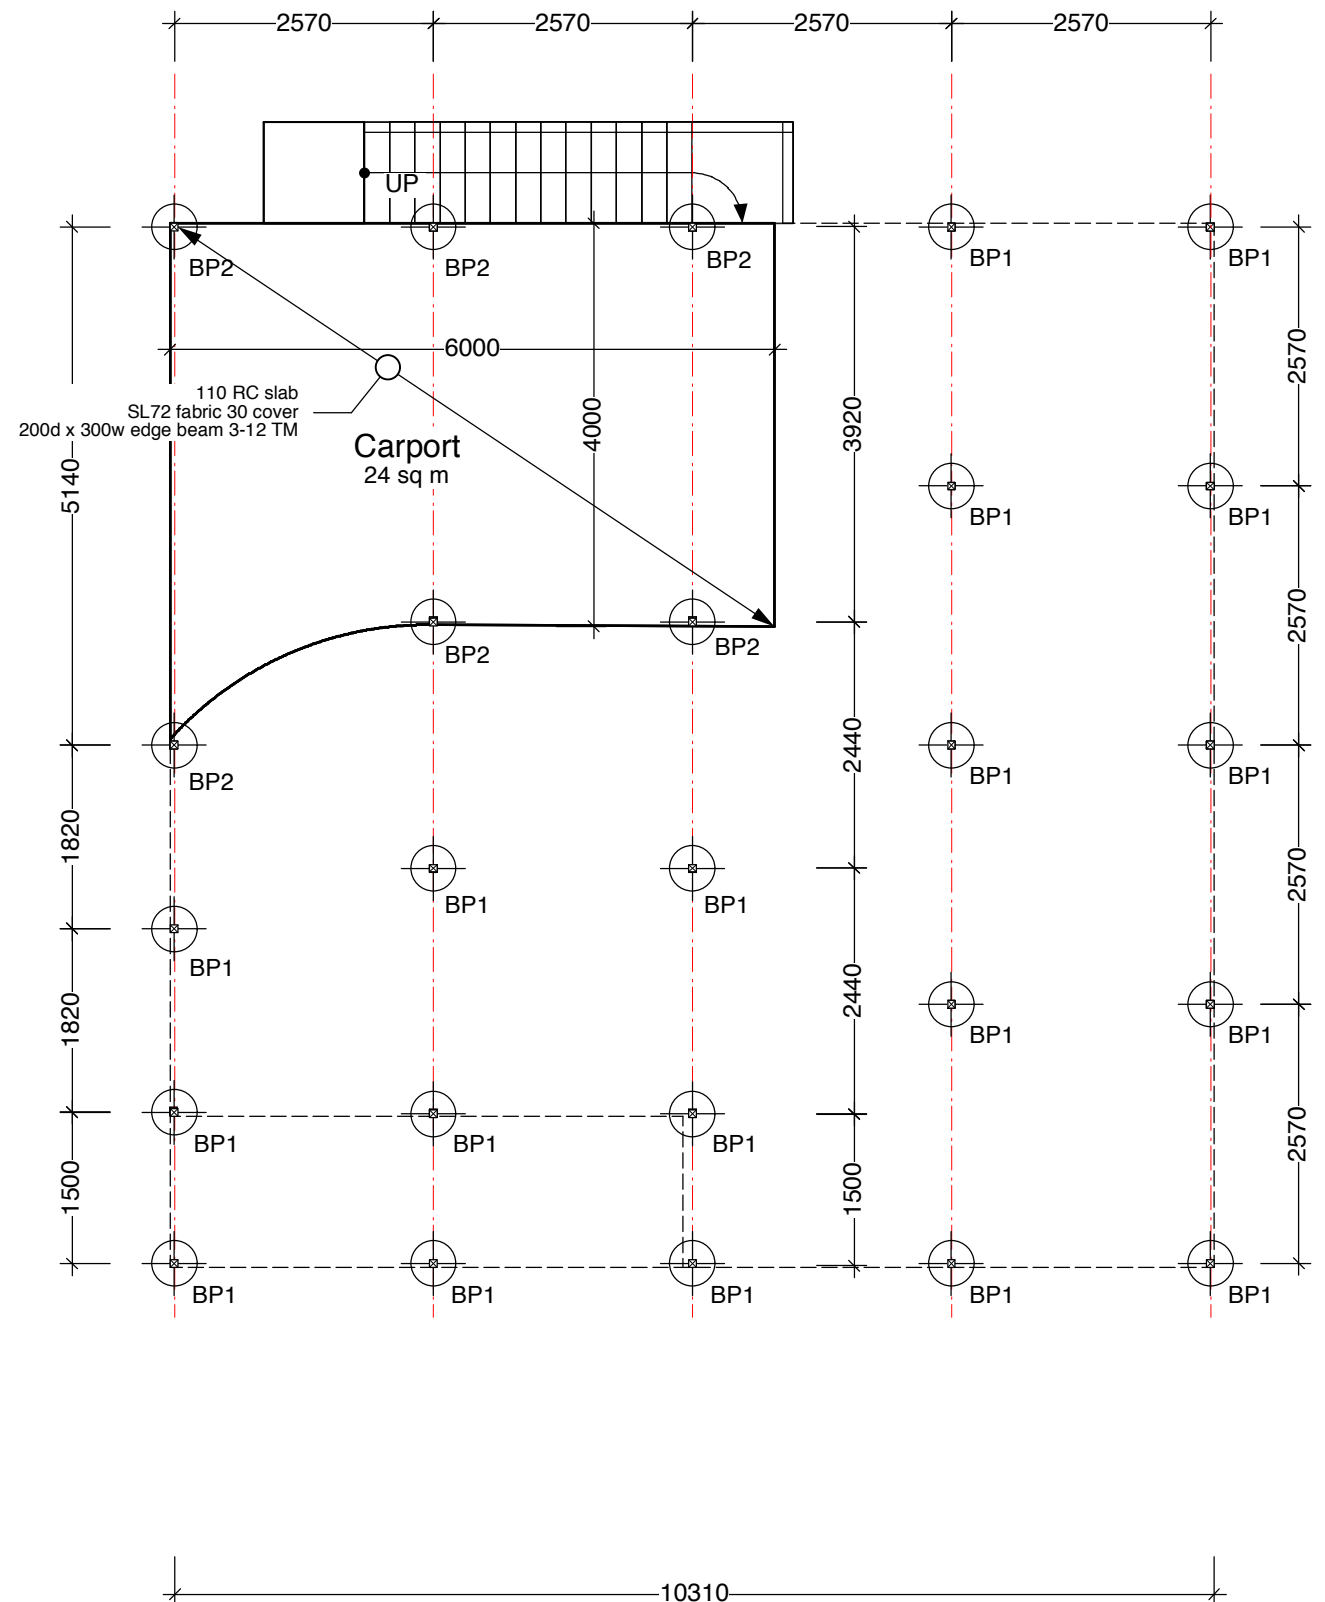 2570 2570 2570 2570
UP
BP2 BP2 BP2 BP1 BP1
6000
2570
110 RC slab
SL72 fabric 30 cover
200d x 300w edge beam 3-12 TM
4000
3920
Carport
24 sq m
5140
BP1 BP1
2570
BP2 BP2
2440
BP2 BP1 BP1
1820
2570
BP1 BP1
BP1
2440
1820
BP1 BP1
2570
BP1 BP1 BP1
1500
1500
BP1 BP1 BP1 BP1 BP1
10310